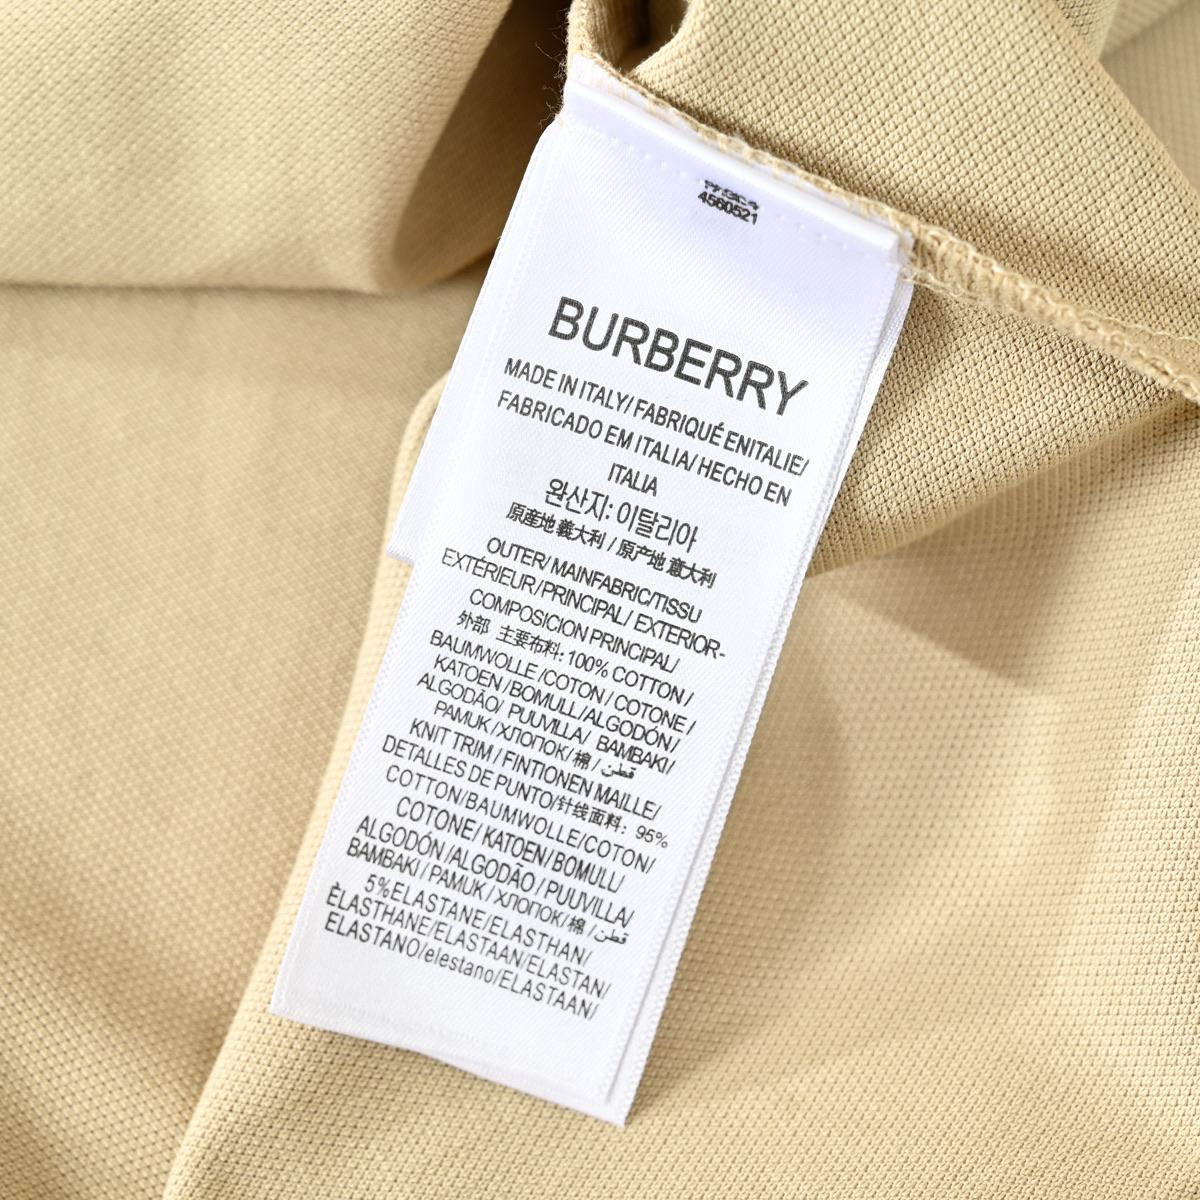 4560521
BURBERRY
MADE IN ITALY/ FABRIQUÉ ENITALIE/
FABRICADO EM ITALIA/ HECHO EN
ITALIA
완산지: 이탈리아
原産地 義大利 / 原产地 意大利
OUTER/ MAINFABRIC/TISSU
EXTÉRIEUR/PRINCIPAL/ EXTERIOR-
COMPOSICION PRINCIPAL/
外部 主要布料: 100% COTTON /
BAUMWOLLE /COTON / COTONE /
KATOEN /BOMULL/ALGODÓN/
ALGODÃO/ PUUVILLA/ BAMBAKI/
PAMUK /ХЛОПОК/ 棉 / قطن
KNIT TRIM / FINTIONEN MAILLE/
DETALLES DE PUNTO/针线面料: 95%
COTTON/BAUMWOLLE/COTON/
COTONE/ KATOEN/ BOMULL/
ALGODÓN /ALGODÃO / PUUVILLA/
BAMBAKI / PAMUK / ХЛОПОК/ 棉 / قطن
5%ELASTANE/ELASTHAN/
ÈLASTHANE/ELASTAAN/ELASTAN/
ELASTANO/elestano/ELASTAAN/